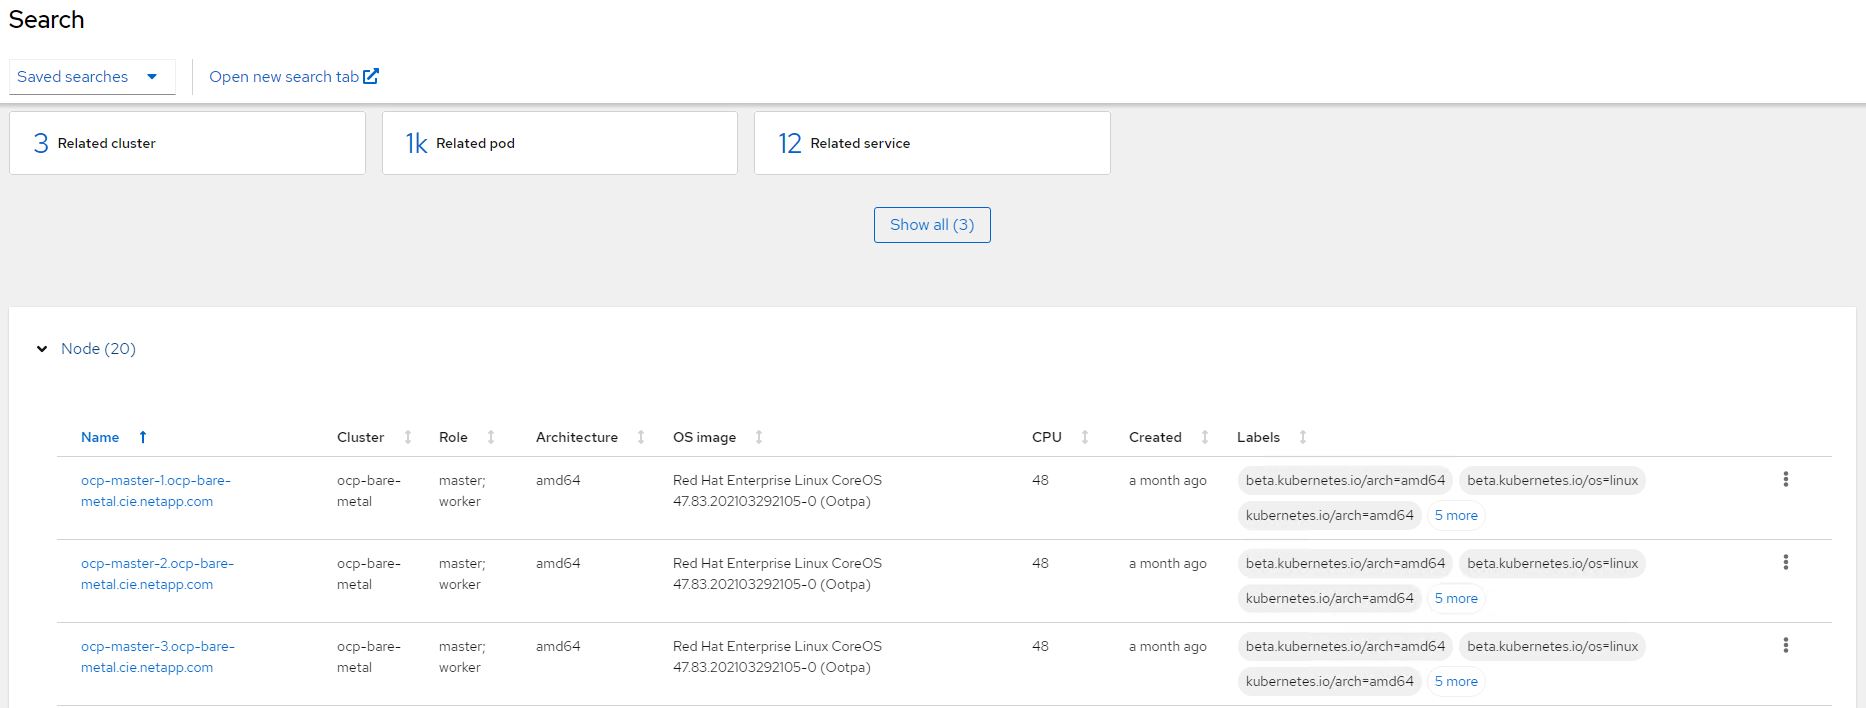 Search
Saved searches Open new search tab
3 Related cluster 1k Related pod 12 Related service
Show all (3)
Node (20)
Name Cluster Role Architecture OS image CPU Created Labels
ocp-master-1.ocp-bare- ocp-bare- master; amd64 Red Hat Enterprise Linux CoreOS 48 a month ago beta.kubernetes.io/arch=amd64 beta.kubernetes.io/os=linux
metal.cie.netapp.com metal worker 47.83.202103292105-0 (Ootpa) kubernetes.io/arch=amd64 5 more
ocp-master-2.ocp-bare- ocp-bare- master; amd64 Red Hat Enterprise Linux CoreOS 48 a month ago beta.kubernetes.io/arch=amd64 beta.kubernetes.io/os=linux
metal.cie.netapp.com metal worker 47.83.202103292105-0 (Ootpa) kubernetes.io/arch=amd64 5 more
ocp-master-3.ocp-bare- ocp-bare- master; amd64 Red Hat Enterprise Linux CoreOS 48 a month ago beta.kubernetes.io/arch=amd64 beta.kubernetes.io/os=linux
metal.cie.netapp.com metal worker 47.83.202103292105-0 (Ootpa) kubernetes.io/arch=amd64 5 more